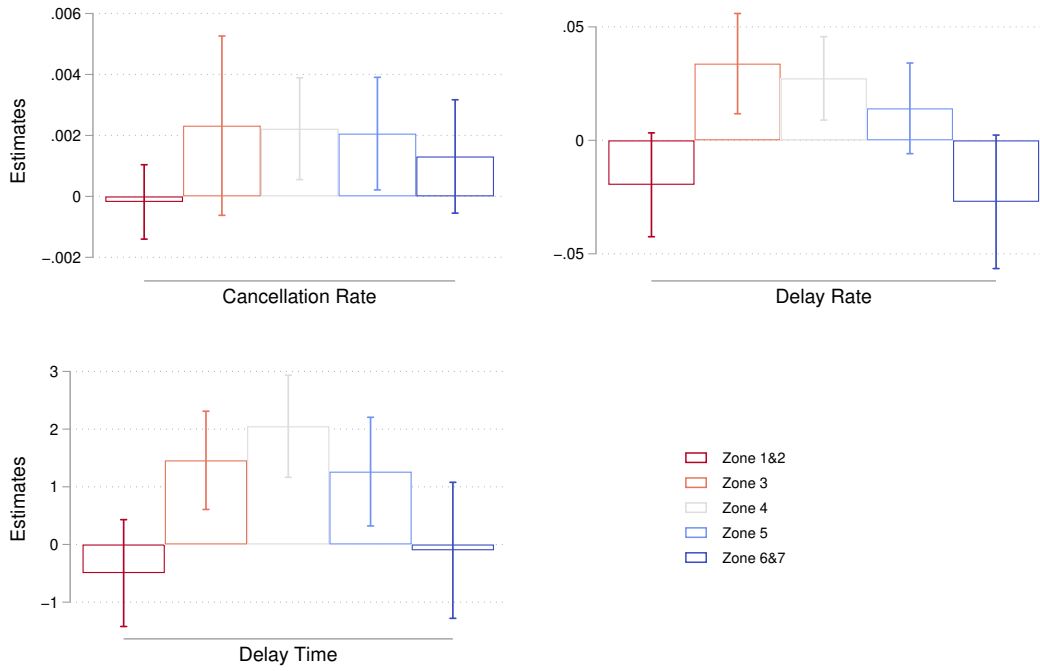 Estimates
.006
.004
.002
0
−.002
Cancellation Rate
.05
0
−.05
Delay Rate
Estimates
3
2
1
0
−1
Delay Time
Zone 1&2
Zone 3
Zone 4
Zone 5
Zone 6&7